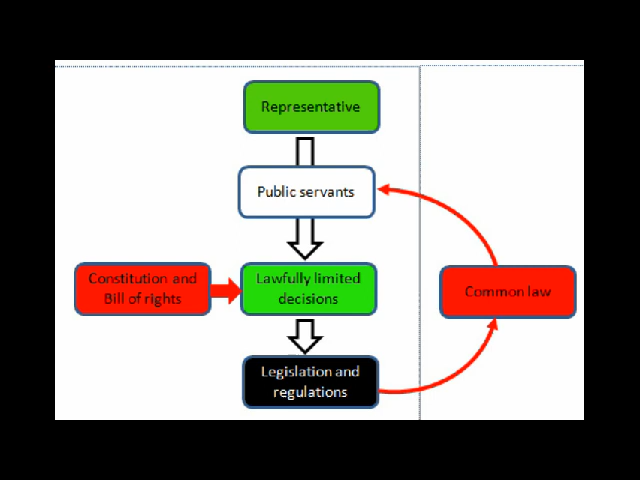 Representative
Public servants
Constitution and
Bill of rights
Lawfully limited
decisions
Common law
Legislation and
regulations